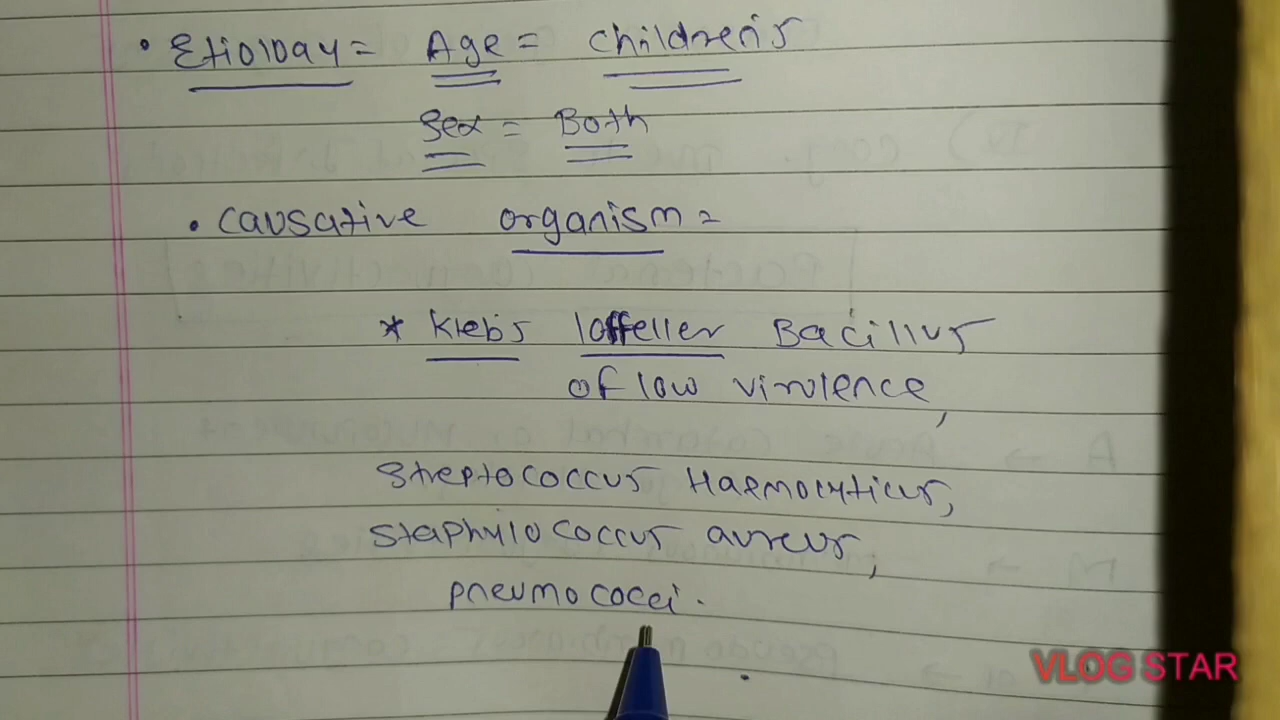 • Etiology = Age = children's
Sex = Both
• causative organism =
* Klebs loffeller Bacillus
of low virulence,
Streptococcus Haemolyticus,
Staphylococcus aureus,
pneumococci.
VLOG STAR